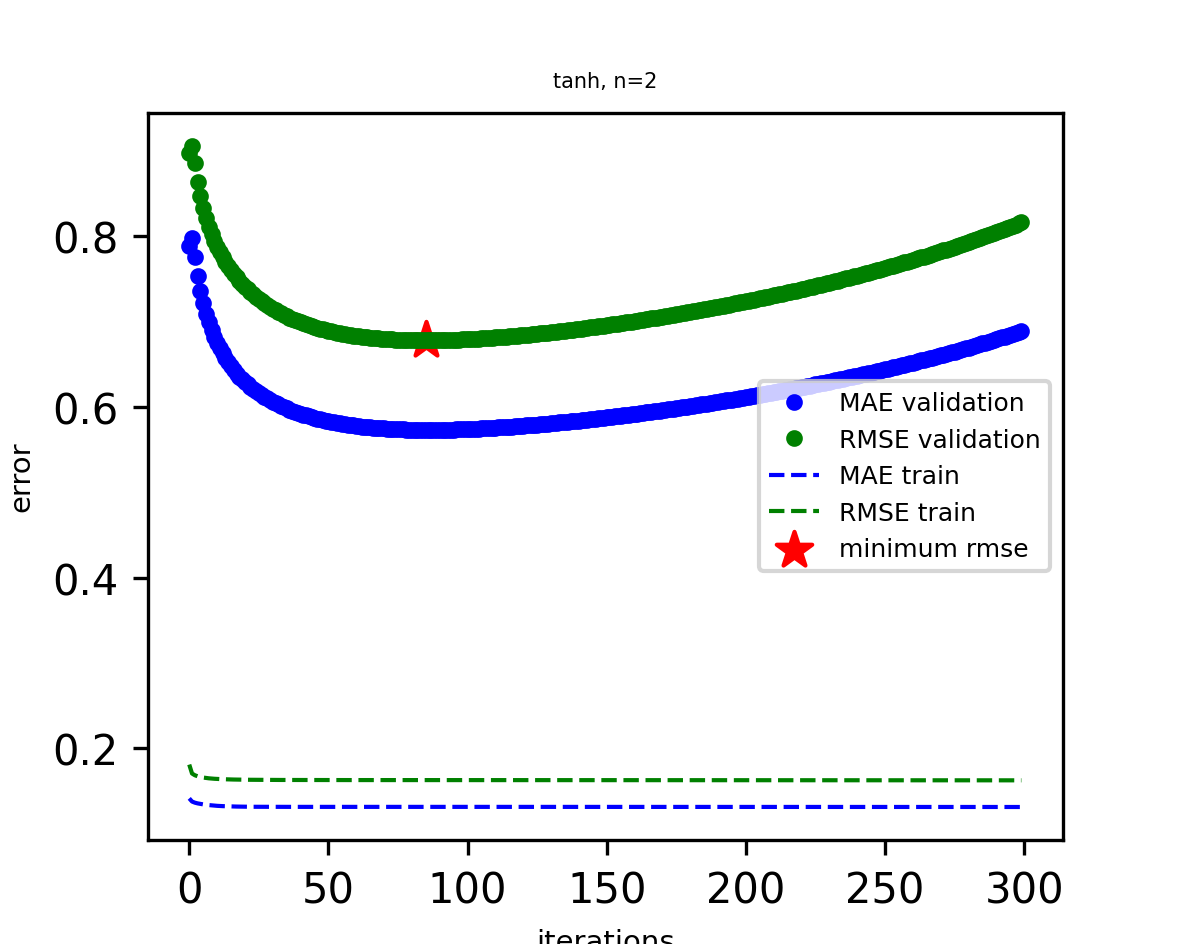 tanh, n=2
error
0.8
0.6
0.4
0.2
MAE validation
RMSE validation
MAE train
RMSE train
minimum rmse
0 50 100 150 200 250 300
iterations